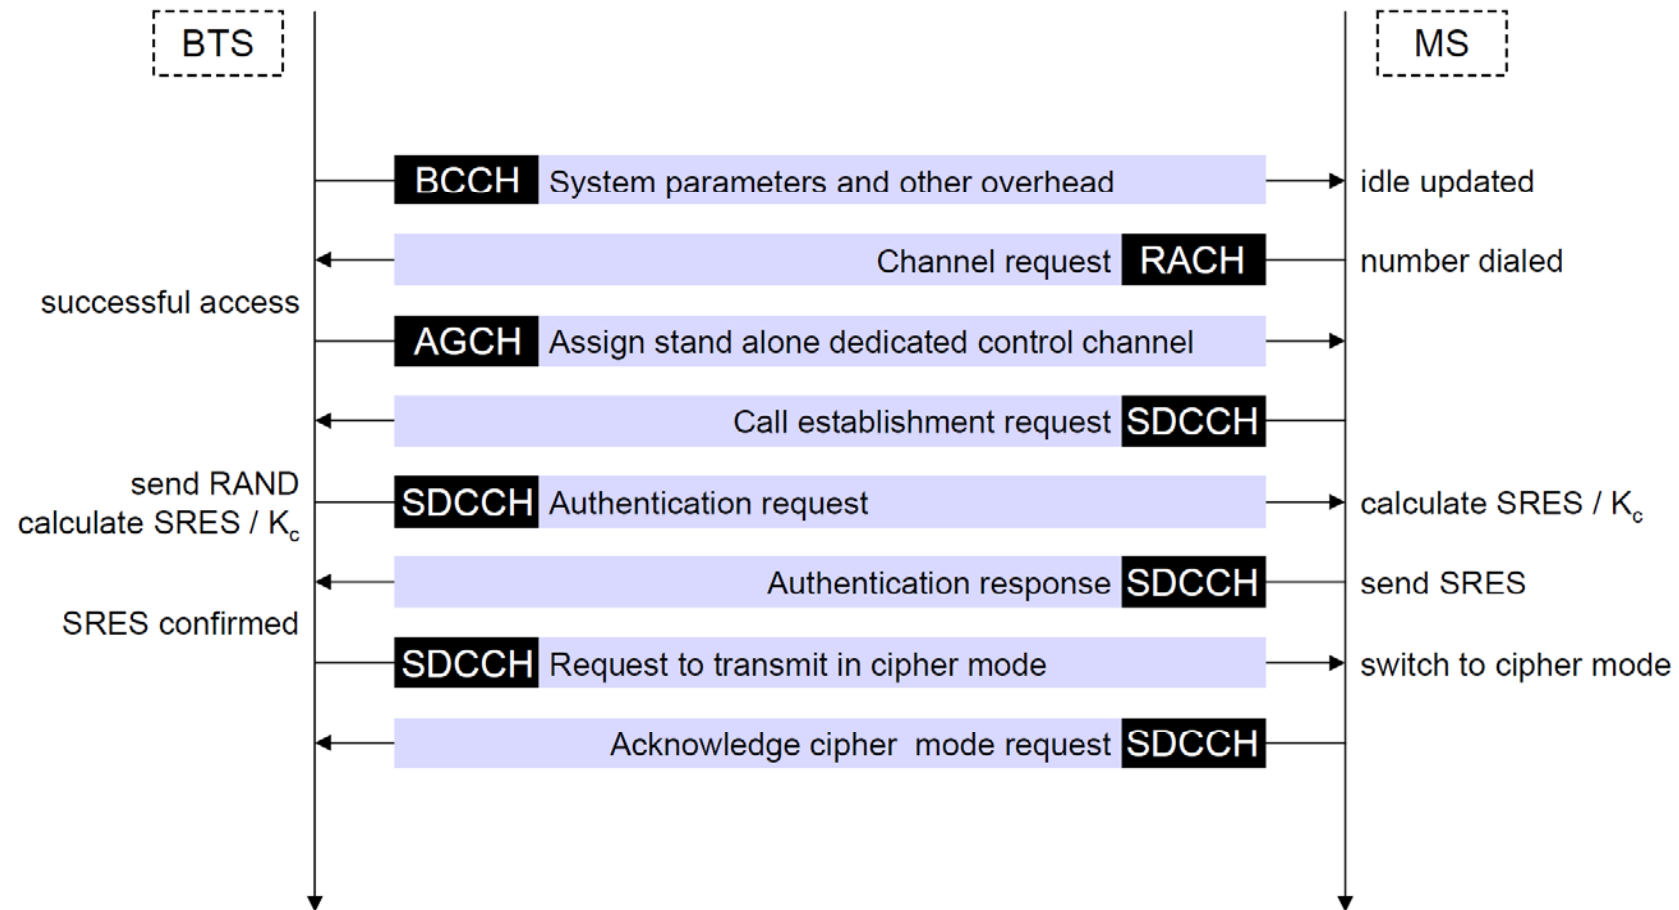 BTS
MS
BCCH System parameters and other overhead
idle updated
Channel request RACH
number dialed
successful access
AGCH Assign stand alone dedicated control channel
Call establishment request SDCCH
send RAND
calculate SRES / Kc
SDCCH Authentication request
calculate SRES / Kc
Authentication response SDCCH
send SRES
SRES confirmed
SDCCH Request to transmit in cipher mode
switch to cipher mode
Acknowledge cipher mode request SDCCH